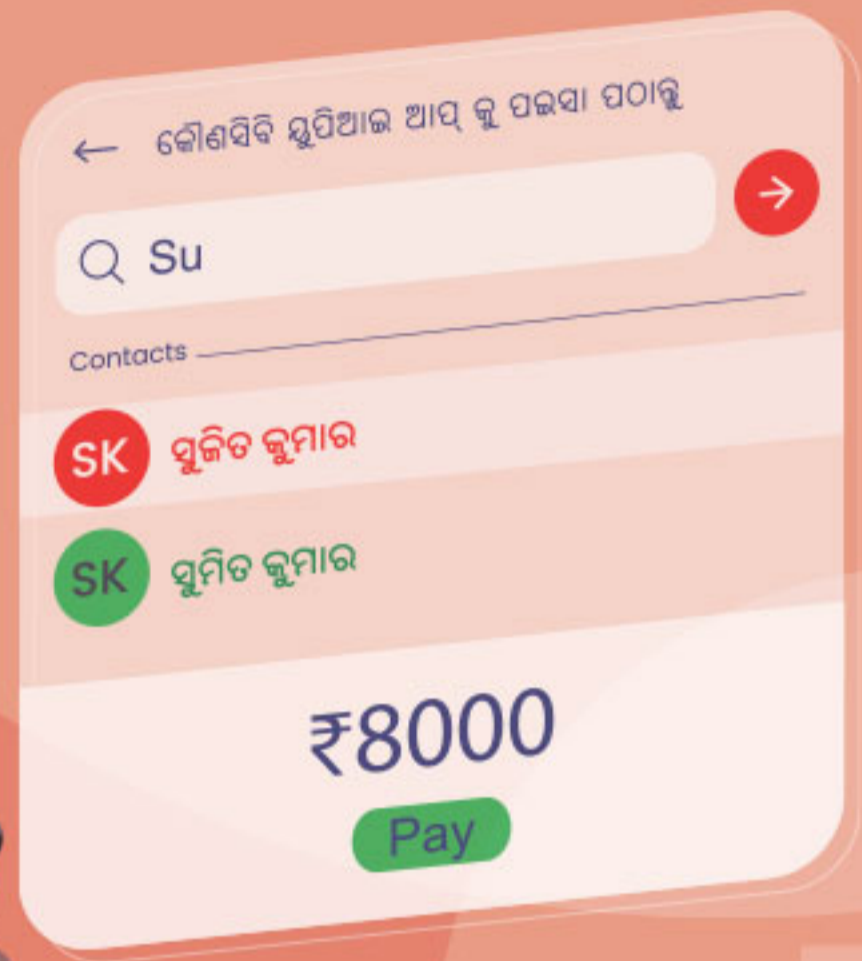 ← କୌଣସିବି ୟୁପିଆଇ ଆପ୍ କୁ ପଇସା ପଠାନ୍ତୁ
Su
Contacts
SK ସୁଜିତ କୁମାର
SK ସୁମିତ କୁମାର
₹8000
Pay